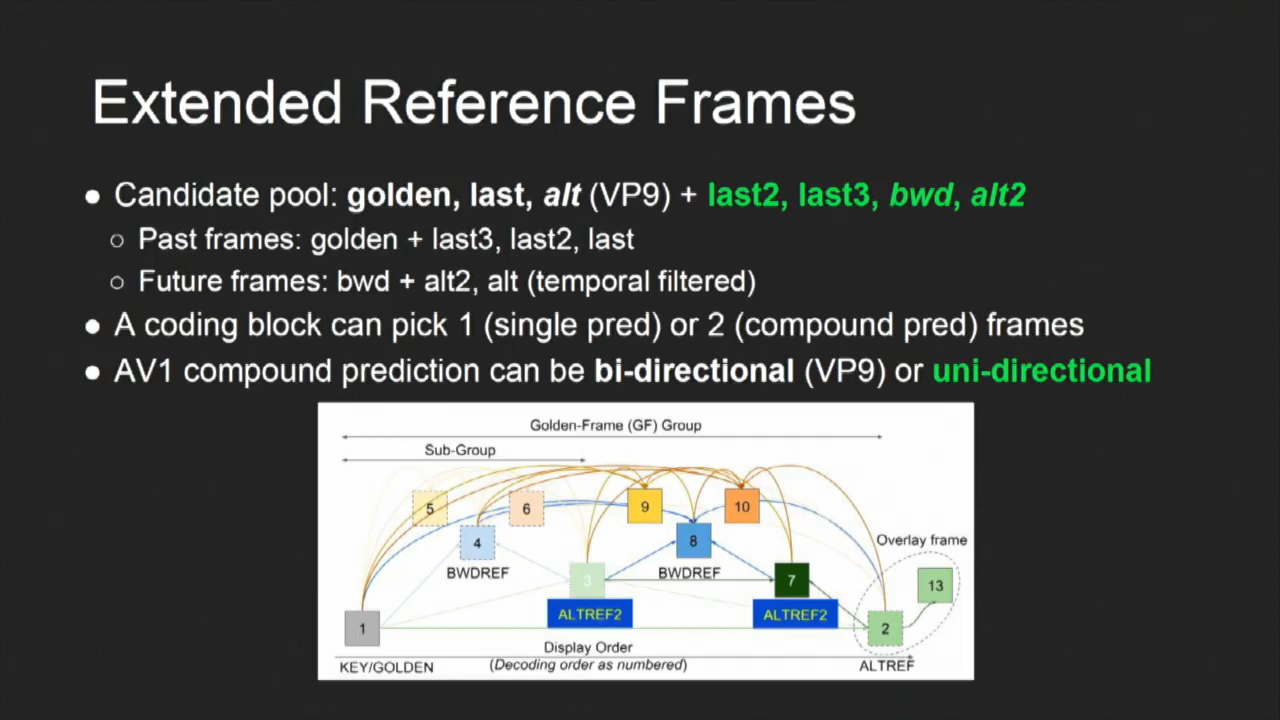 Extended Reference Frames
● Candidate pool: golden, last, alt (VP9) + last2, last3, bwd, alt2
○ Past frames: golden + last3, last2, last
○ Future frames: bwd + alt2, alt (temporal filtered)
● A coding block can pick 1 (single pred) or 2 (compound pred) frames
● AV1 compound prediction can be bi-directional (VP9) or uni-directional
Golden-Frame (GF) Group
Sub-Group
5
6
9
10
4
8
Overlay frame
BWDREF
BWDREF
3
7
13
ALTREF2
ALTREF2
1
2
Display Order
(Decoding order as numbered)
KEY/GOLDEN
ALTREF